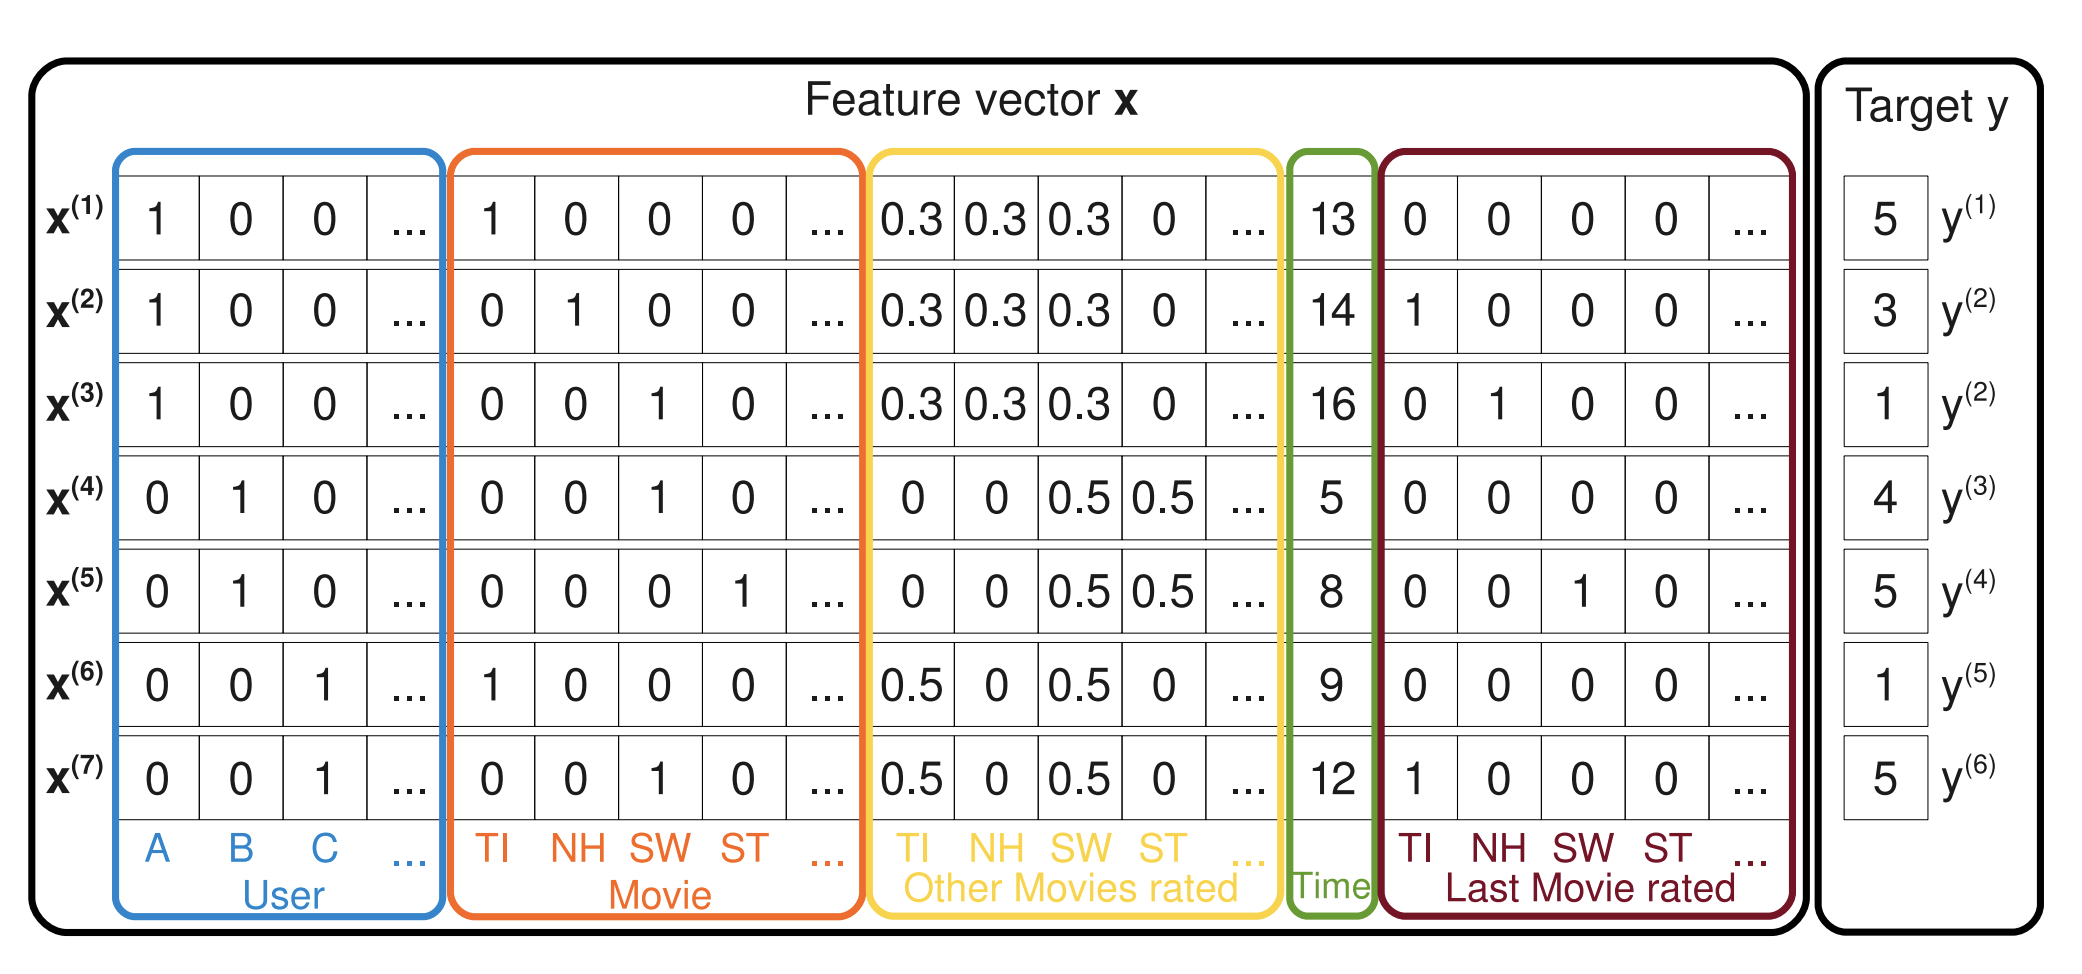 Feature vector x
Target y
x(1) 1 0 0 ... 1 0 0 0 ... 0.3 0.3 0.3 0 ... 13 0 0 0 0 ... 5 y(1)
x(2) 1 0 0 ... 0 1 0 0 ... 0.3 0.3 0.3 0 ... 14 1 0 0 0 ... 3 y(2)
x(3) 1 0 0 ... 0 0 1 0 ... 0.3 0.3 0.3 0 ... 16 0 1 0 0 ... 1 y(2)
x(4) 0 1 0 ... 0 0 1 0 ... 0 0 0.5 0.5 ... 5 0 0 0 0 ... 4 y(3)
x(5) 0 1 0 ... 0 0 0 1 ... 0 0 0.5 0.5 ... 8 0 0 1 0 ... 5 y(4)
x(6) 0 0 1 ... 1 0 0 0 ... 0.5 0 0.5 0 ... 9 0 0 0 0 ... 1 y(5)
x(7) 0 0 1 ... 0 0 1 0 ... 0.5 0 0.5 0 ... 12 1 0 0 0 ... 5 y(6)
A B C ... TI NH SW ST ... TI NH SW ST ... TI NH SW ST ...
User Movie Other Movies rated Time Last Movie rated